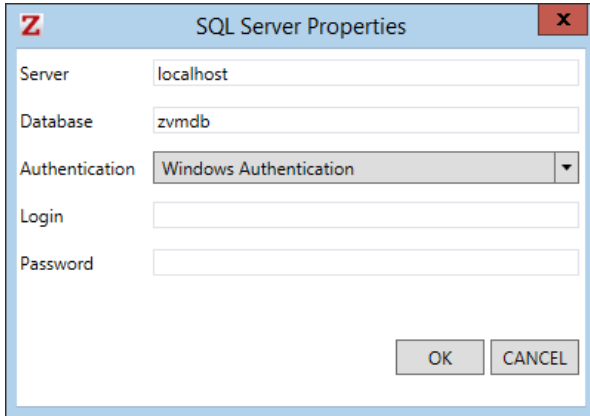 Z SQL Server Properties x
Server localhost
Database zvmdb
Authentication Windows Authentication
Login
Password
OK CANCEL